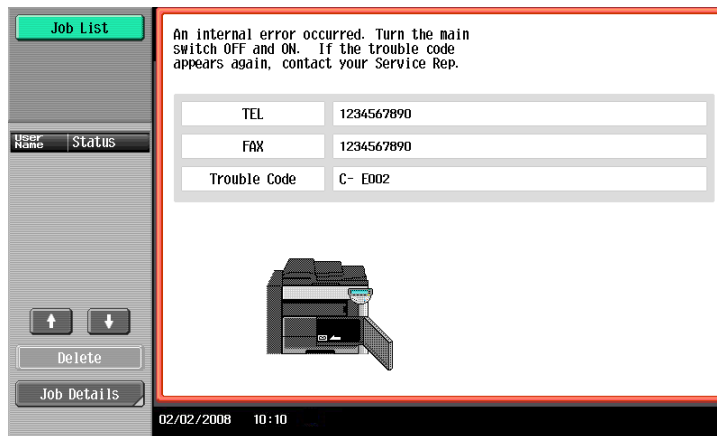 Job List
An internal error occurred. Turn the main
switch OFF and ON. If the trouble code
appears again, contact your Service Rep.
TEL 1234567890
User Name Status
FAX 1234567890
Trouble Code C- E002
Delete
Job Details
02/02/2008 10:10